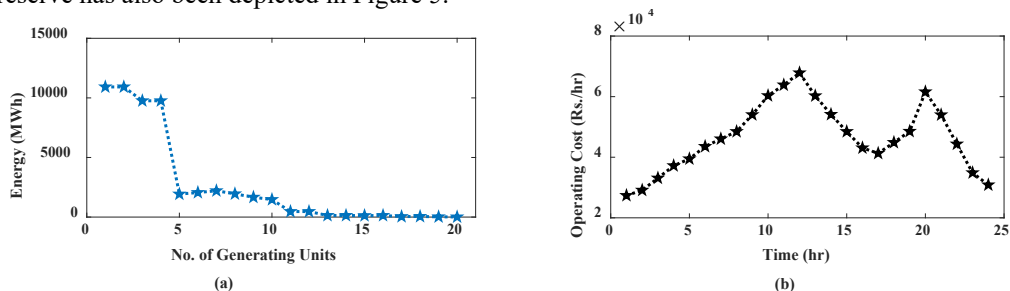 reserve has also been depicted in Figure 5.
15000
10000
5000
0
Energy (MWh)
0 5 10 15 20
No. of Generating Units
(a)
×10 4
8
6
4
2
Operating Cost (Rs./hr)
0 5 10 15 20 25
Time (hr)
(b)